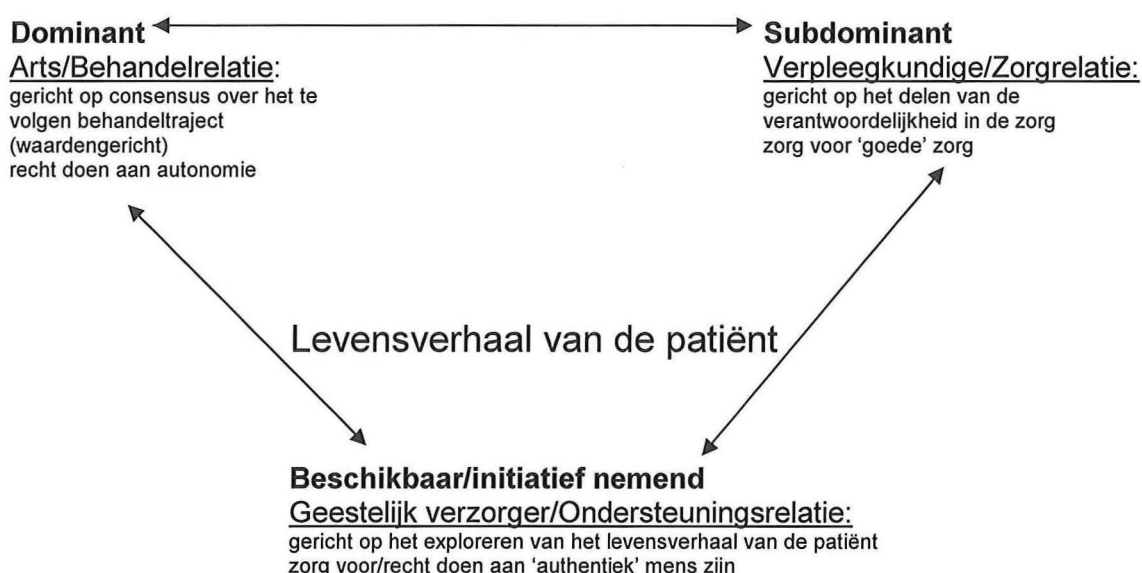 Dominant
Arts/Behandelrelatie:
gericht op consensus over het te
volgen behandeltraject
(waardengericht)
recht doen aan autonomie
Subdominant
Verpleegkundige/Zorgrelatie:
gericht op het delen van de
verantwoordelijkheid in de zorg
zorg voor ‘goede’ zorg
Levensverhaal van de patiënt
Beschikbaar/initiatief nemend
Geestelijk verzorger/Ondersteuningsrelatie:
gericht op het exploreren van het levensverhaal van de patiënt
zorg voor/recht doen aan ‘authentiek’ mens zijn